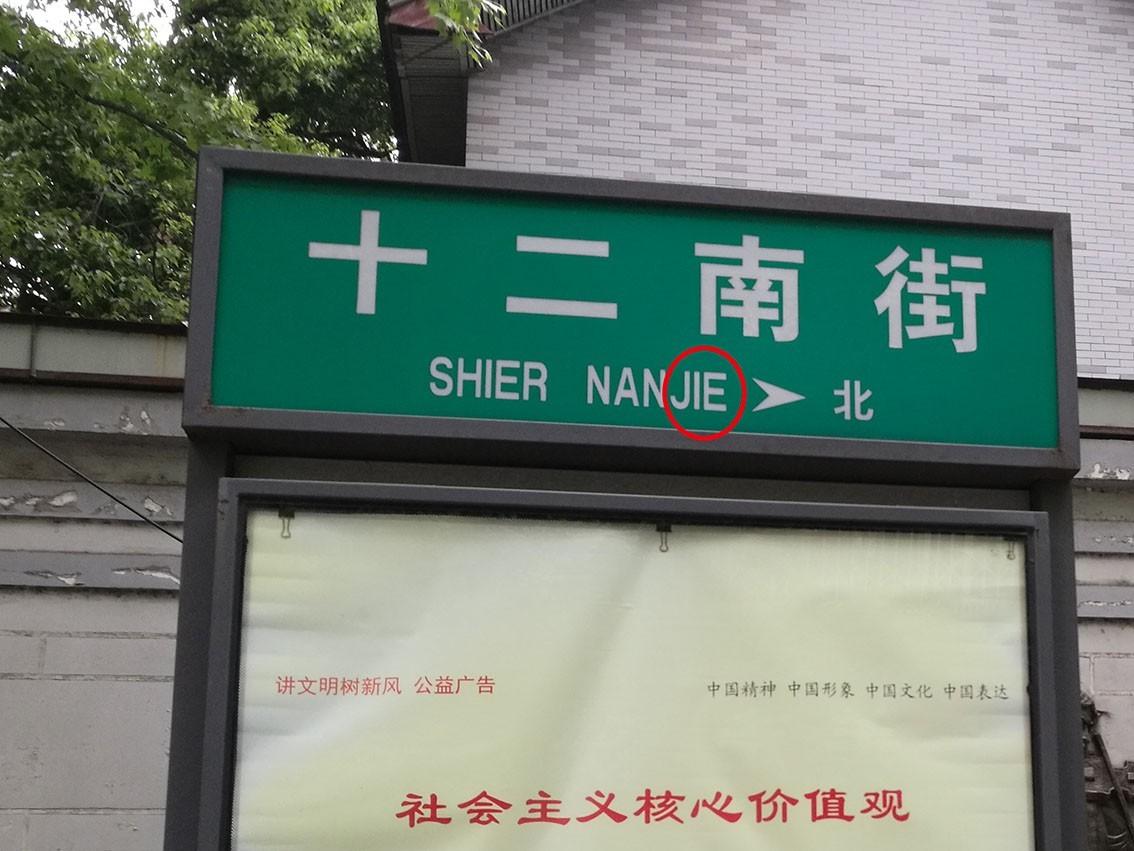 十二南街
SHIER NANJIE 北
讲文明树新风 公益广告
中国精神 中国形象 中国文化 中国表达
社会主义核心价值观